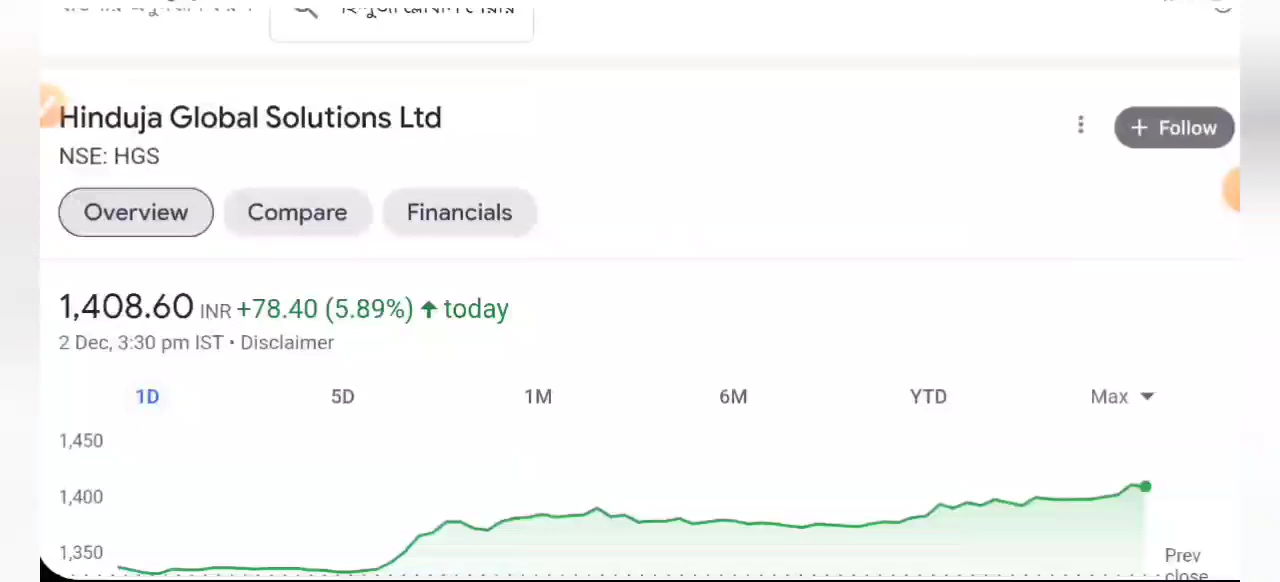 Hinduja Global Solutions Ltd
+ Follow
NSE: HGS
Overview Compare Financials
1,408.60 INR +78.40 (5.89%) ↑ today
2 Dec, 3:30 pm IST • Disclaimer
1D 5D 1M 6M YTD Max
1,450
1,400
1,350
Prev
close